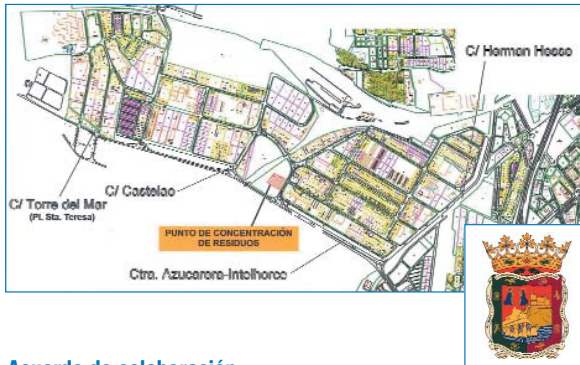 C/ Herman Hesse
C/ Castelao
C/ Torre del Mar
(Pl. Sta. Teresa)
PUNTO DE CONCENTRACIÓN
DE RESIDUOS
Ctra. Azucarera-Intelhorce
Acuerdo de colaboración